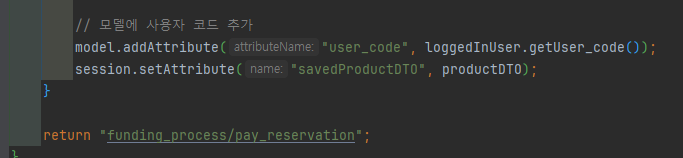 // 모델에 사용자 코드 추가
model.addAttribute( attributeName: "user_code", loggedInUser.getUser_code());
session.setAttribute( name: "savedProductDTO", productDTO);
}
return "funding_process/pay_reservation";
}